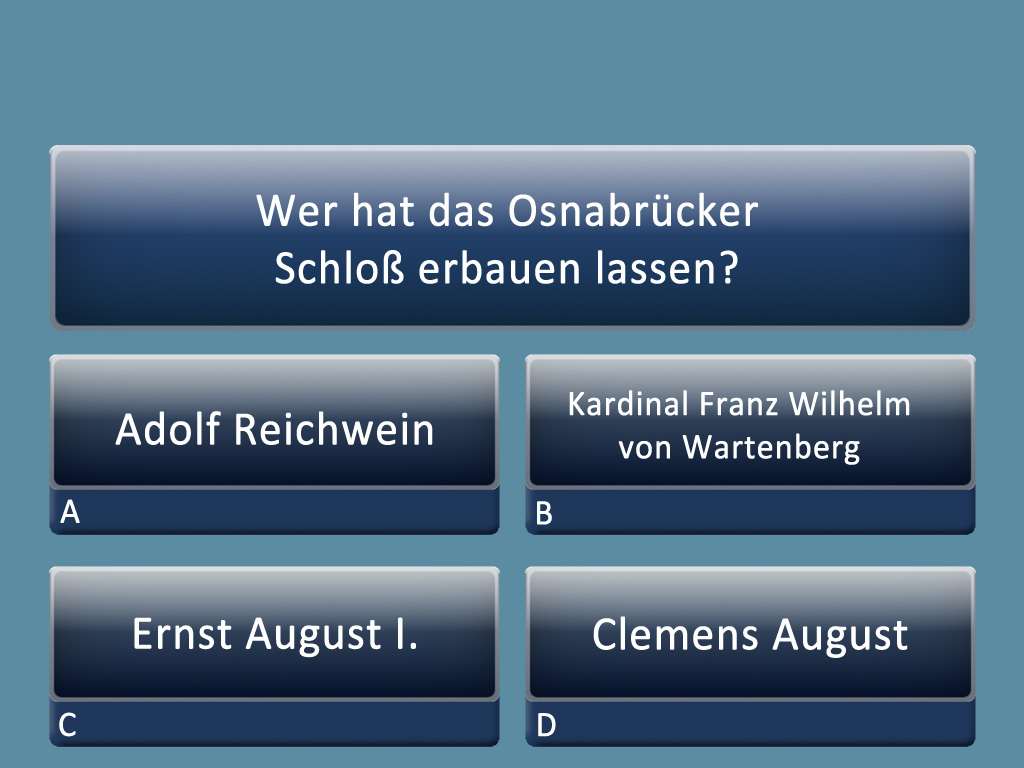 Wer hat das Osnabrücker
Schloß erbauen lassen?
Adolf Reichwein
A
Kardinal Franz Wilhelm
von Wartenberg
B
Ernst August I.
C
Clemens August
D